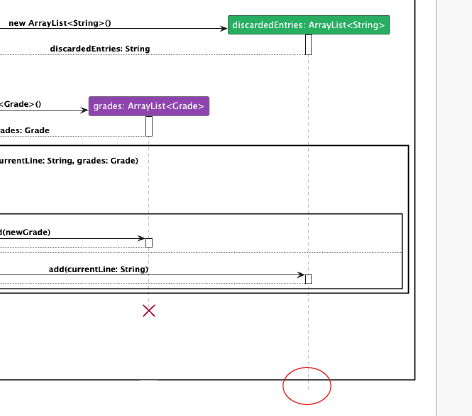 new ArrayList<String>()
discardedEntries: ArrayList<String>
discardedEntries: String
<Grade>()
grades: ArrayList<Grade>
ades: Grade
urrentLine: String, grades: Grade)
d(newGrade)
add(currentLine: String)